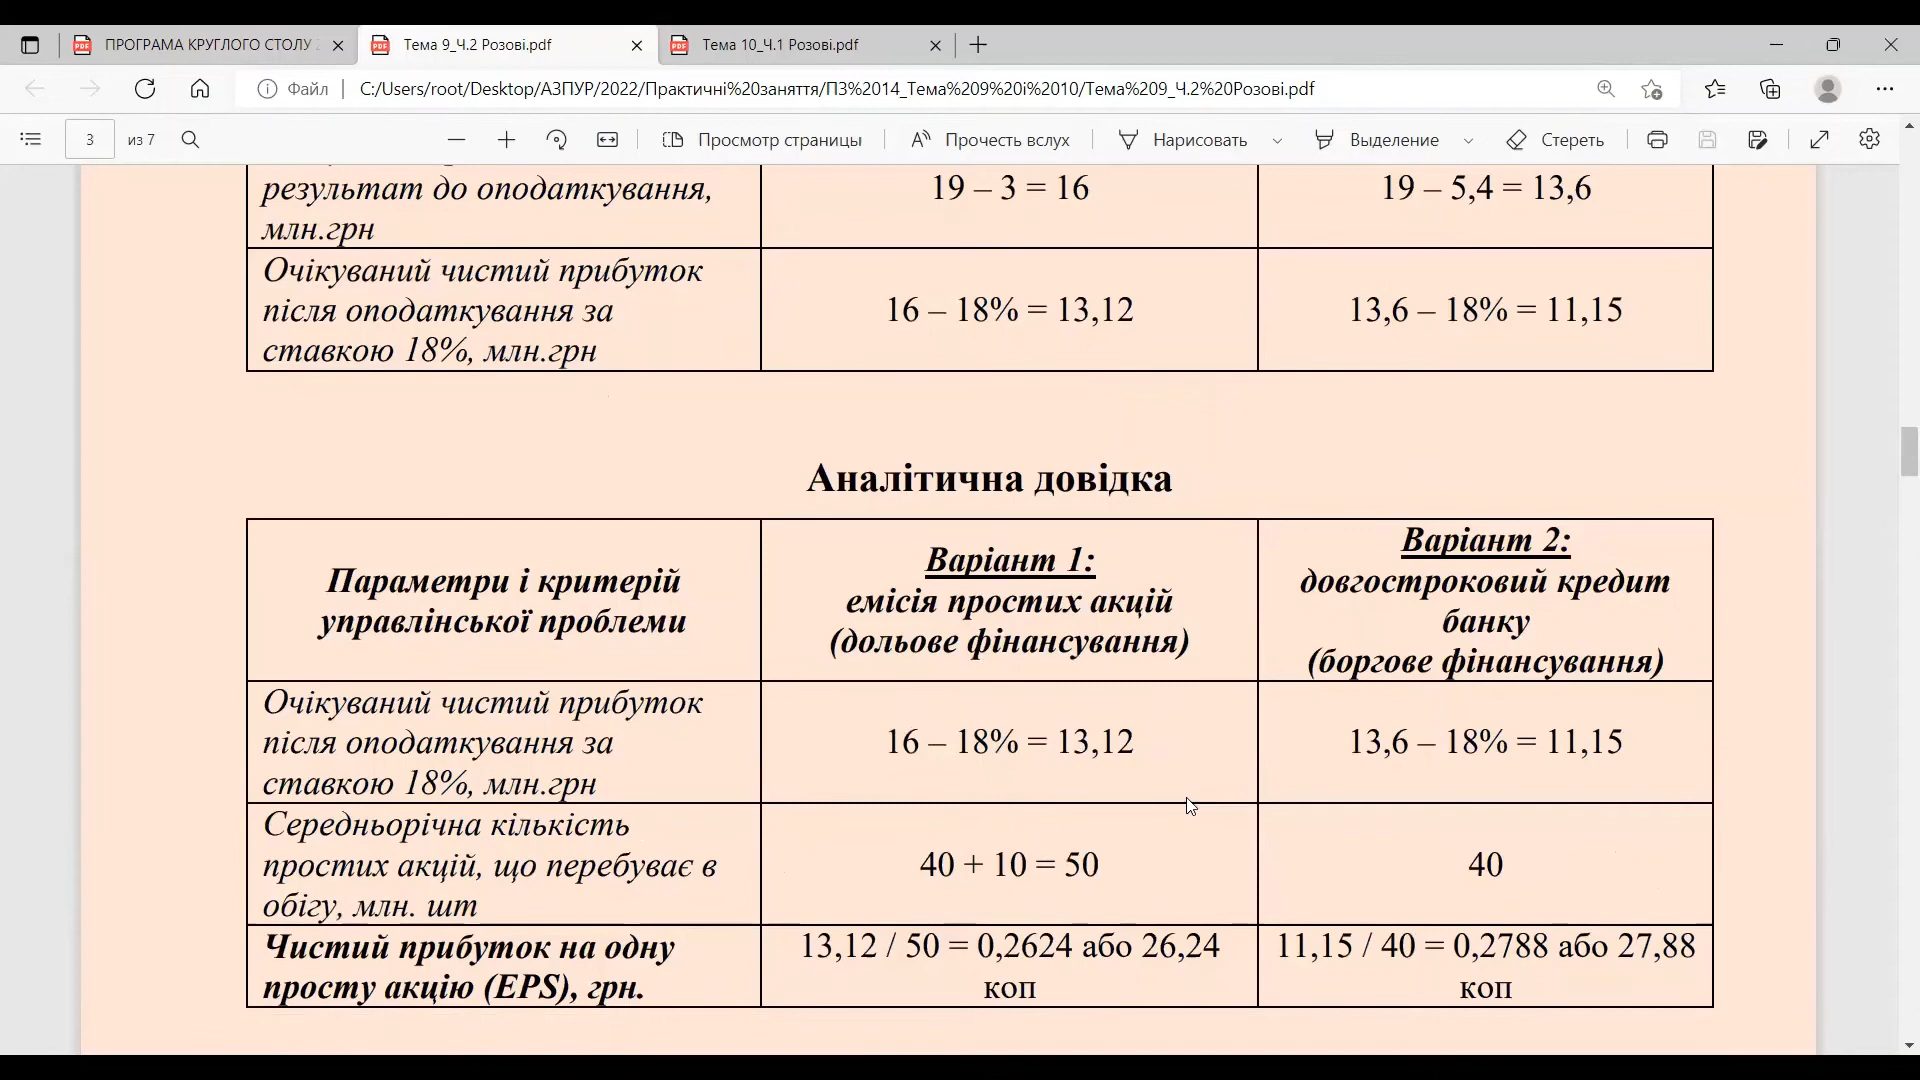 ПРОГРАМА КРУГЛОГО СТОЛУ
Тема 9_Ч.2 Розові.pdf
Тема 10_Ч.1 Розові.pdf
Файл
C:/Users/root/Desktop/АЗПУР/2022/Практичні%20заняття/ПЗ%2014_Тема%209%20і%2010/Тема%209_Ч.2%20Розові.pdf
3 из 7
Просмотр страницы
Прочесть вслух
Нарисовать
Выделение
Стереть
результат до оподаткування,
млн.грн
19 – 3 = 16
19 – 5,4 = 13,6
Очікуваний чистий прибуток
після оподаткування за
ставкою 18%, млн.грн
16 – 18% = 13,12
13,6 – 18% = 11,15
Аналітична довідка
Параметри і критерій
управлінської проблеми
Варіант 1:
емісія простих акцій
(дольове фінансування)
Варіант 2:
довгостроковий кредит
банку
(боргове фінансування)
Очікуваний чистий прибуток
після оподаткування за
ставкою 18%, млн.грн
16 – 18% = 13,12
13,6 – 18% = 11,15
Середньорічна кількість
простих акцій, що перебуває в
обігу, млн. шт
40 + 10 = 50
40
Чистий прибуток на одну
просту акцію (EPS), грн.
13,12 / 50 = 0,2624 або 26,24
коп
11,15 / 40 = 0,2788 або 27,88
коп